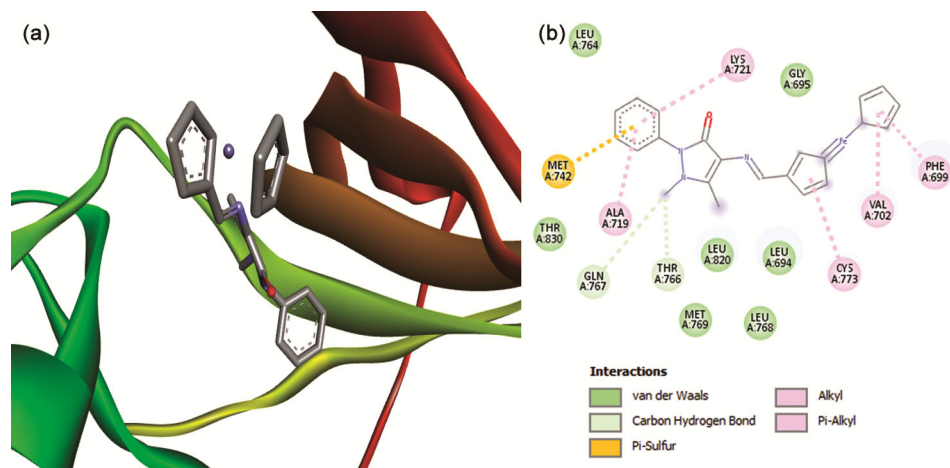 (a)
(b)
LEU
A:764
LYS
A:721
GLY
A:695
O
N
N
N
Fe
MET
A:742
PHE
A:699
ALA
A:719
VAL
A:702
THR
A:830
LEU
A:820
LEU
A:694
GLN
A:767
THR
A:766
CYS
A:773
MET
A:769
LEU
A:768
Interactions
van der Waals
Carbon Hydrogen Bond
Pi-Sulfur
Alkyl
Pi-Alkyl